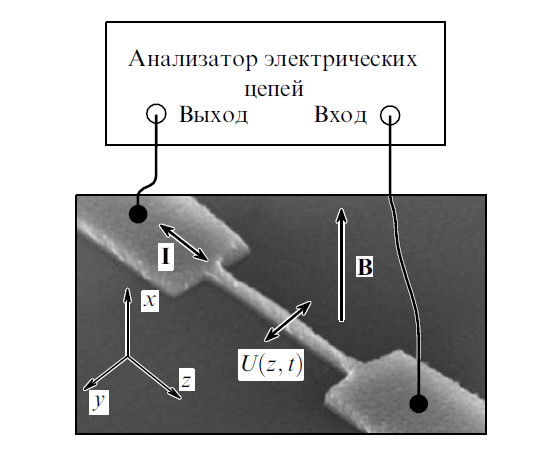 Анализатор электрических
цепей
Выход Вход
I
B
x
U(z, t)
z
y